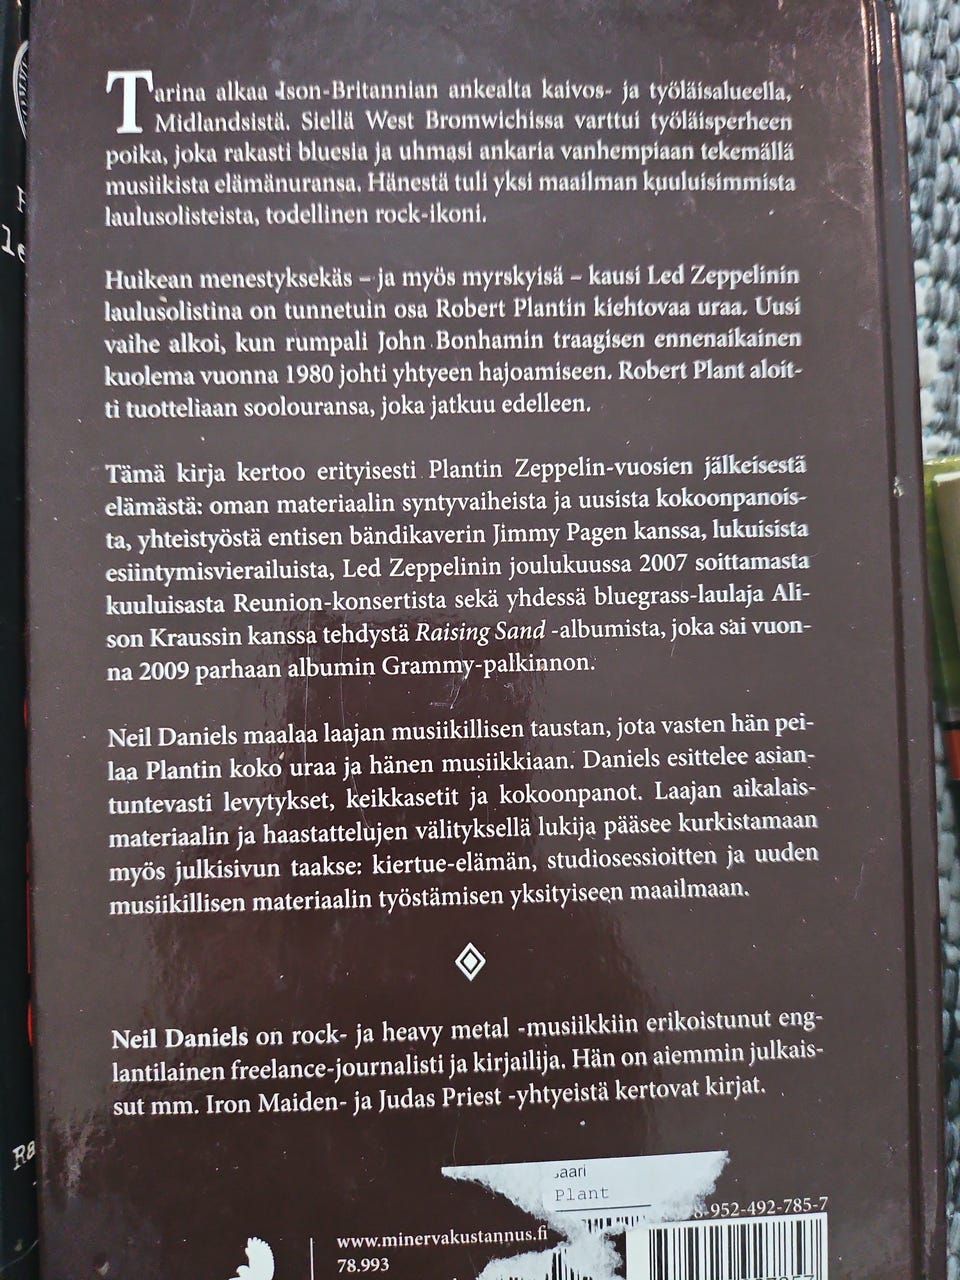 Tarina alkaa Ison-Britannian ankealta kaivos- ja työläisalueella,
Midlandsistä. Siellä West Bromwichissa varttui työläisperheen
poika, joka rakasti bluesia ja uhmasi ankaria vanhempiaan tekemällä
musiikista elämänuransa. Hänestä tuli yksi maailman kuuluisimmista
laulusolisteista, todellinen rock-ikoni.
Huikean menestyksekäs – ja myös myrskyisä – kausi Led Zeppelinin
laulusolistina on tunnetuin osa Robert Plantin kiehtovaa uraa. Uusi
vaihe alkoi, kun rumpali John Bonhamin traagisen ennenaikainen
kuolema vuonna 1980 johti yhtyeen hajoamiseen. Robert Plant aloit-
ti tuotteliaan soolouransa, joka jatkuu edelleen.
Tämä kirja kertoo erityisesti Plantin Zeppelin-vuosien jälkeisestä
elämästä: oman materiaalin syntyvaiheista ja uusista kokoonpanois-
ta, yhteistyöstä entisen bändikaverin Jimmy Pagen kanssa, lukuisista
esiintymisvierailuista, Led Zeppelinin joulukuussa 2007 soittamasta
kuuluisasta Reunion-konsertista sekä yhdessä bluegrass-laulaja Ali-
son Kraussin kanssa tehdystä Raising Sand -albumista, joka sai vuon-
na 2009 parhaan albumin Grammy-palkinnon.
Neil Daniels maalaa laajan musiikillisen taustan, jota vasten hän pei-
laa Plantin koko uraa ja hänen musiikkiaan. Daniels esittelee asian-
tuntevasti levytykset, keikkasetit ja kokoonpanot. Laajan aikalais-
materiaalin ja haastattelujen välityksellä lukija pääsee kurkistamaan
myös julkisivun taakse: kiertue-elämän, studiosessioitten ja uuden
musiikillisen materiaalin työstämisen yksityiseen maailmaan.
Neil Daniels on rock- ja heavy metal -musiikkiin erikoistunut eng-
lantilainen freelance-journalisti ja kirjailija. Hän on aiemmin julkais-
sut mm. Iron Maiden- ja Judas Priest -yhtyeistä kertovat kirjat.
aari
Plant
8-952-492-785-7
www.minervakustannus.fi
78.993